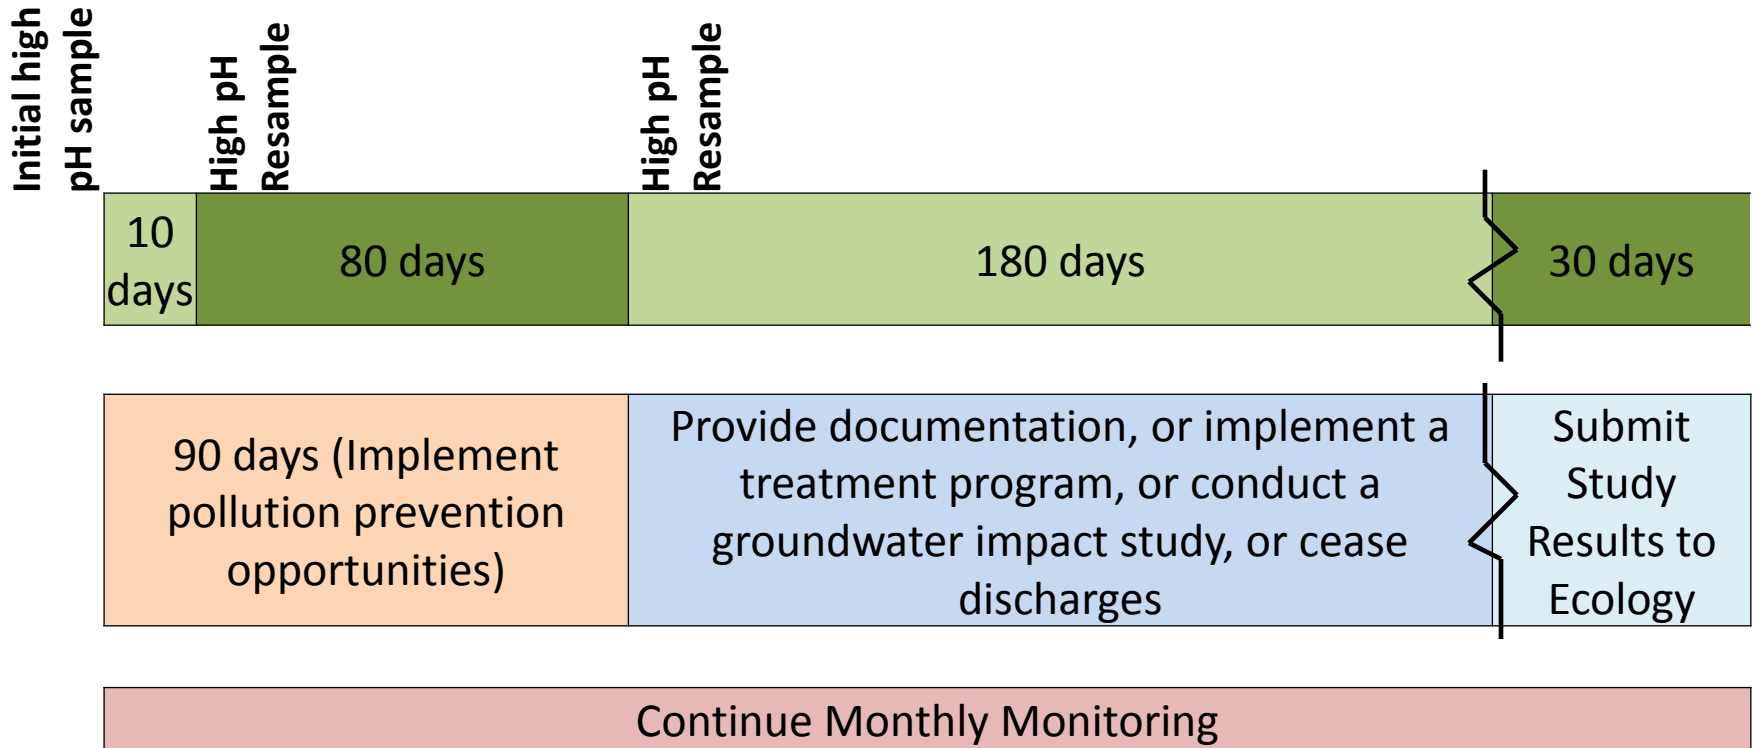 Initial high
pH sample
High pH
Resample
High pH
Resample
10
days
80 days
180 days
30 days
90 days (Implement
pollution prevention
opportunities)
Provide documentation, or implement a
treatment program, or conduct a
groundwater impact study, or cease
discharges
Submit
Study
Results to
Ecology
Continue Monthly Monitoring